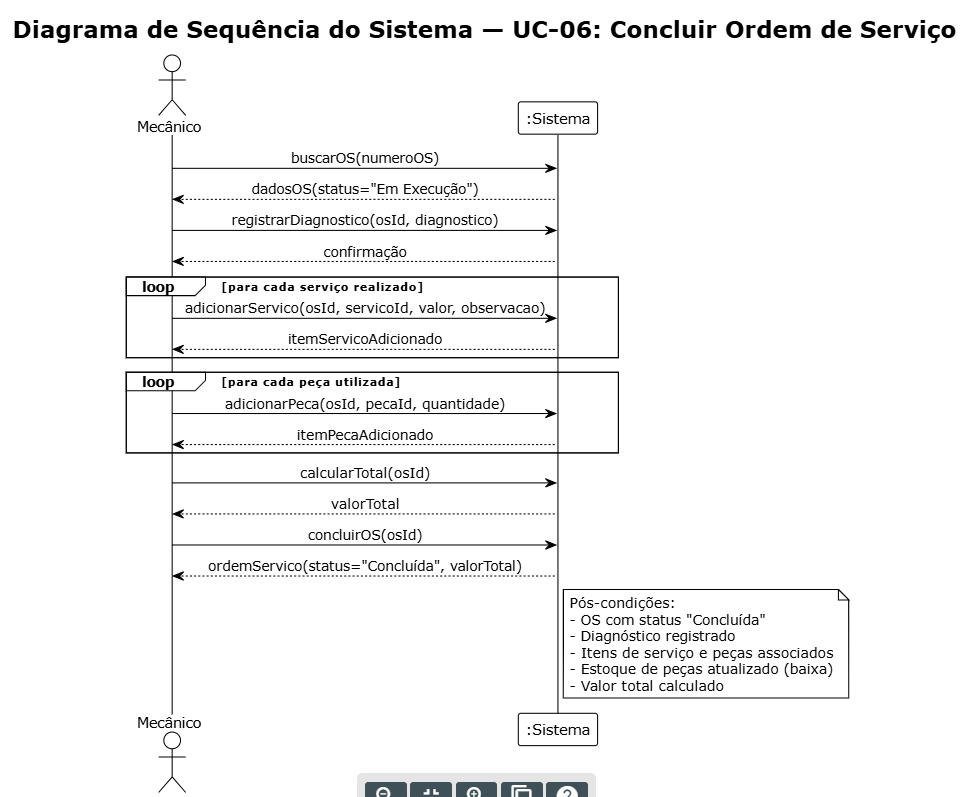 Diagrama de Sequência do Sistema — UC-06: Concluir Ordem de Serviço
Mecânico
:Sistema
buscarOS(numeroOS)
dadosOS(status="Em Execução")
registrarDiagnostico(osId, diagnostico)
confirmação
loop [para cada serviço realizado]
adicionarServico(osId, servicoId, valor, observacao)
itemServicoAdicionado
loop [para cada peça utilizada]
adicionarPeca(osId, pecaId, quantidade)
itemPecaAdicionado
calcularTotal(osId)
valorTotal
concluirOS(osId)
ordemServico(status="Concluída", valorTotal)
Pós-condições:
- OS com status "Concluída"
- Diagnóstico registrado
- Itens de serviço e peças associados
- Estoque de peças atualizado (baixa)
- Valor total calculado
Mecânico
:Sistema